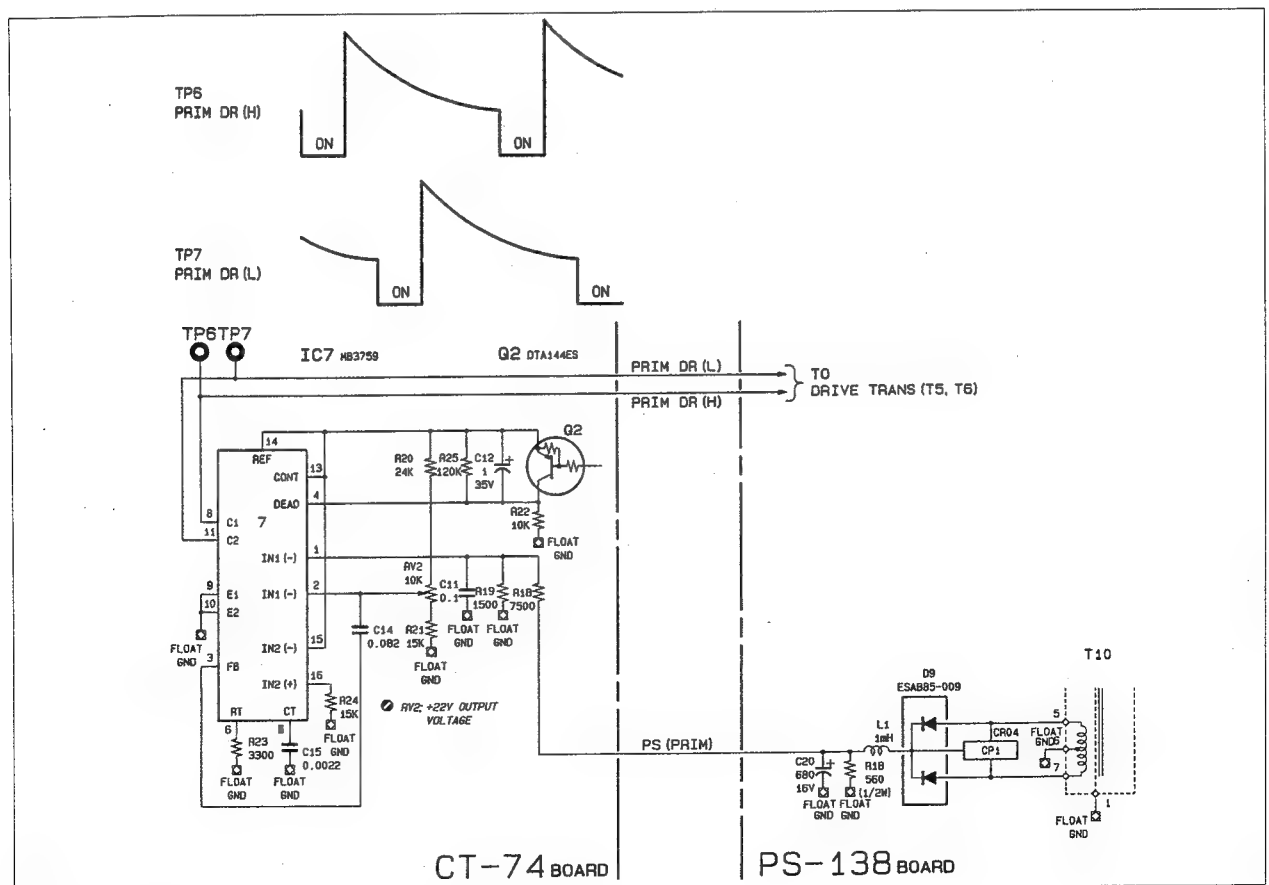 TP6
PRIM DR (H)
ON
ON
TP7
PRIM DR (L)
ON
ON
TP6 TP7
IC7 MB3759
Q2 DTA144ES
PRIM DR (L)
PRIM DR (H)
TO
DRIVE TRANS (T5, T6)
14
REF
13
CONT
4
DEAD
8
C1
7
11
C2
1
IN1 (-)
2
IN1 (-)
9
E1
10
E2
FLOAT
GND
15
IN2 (-)
3
FB
16
IN2 (+)
RT
CT
6
R23
3300
FLOAT
GND
C15
0.0022
FLOAT
GND
R24
15K
FLOAT
GND
R20
24K
R25
120K
C12
1
35V
+
Q2
R22
10K
FLOAT
GND
RV2
10K
C11
0.1
FLOAT
GND
R19
1500
FLOAT
GND
R18
7500
C14
0.082
R21
15K
FLOAT
GND
RV2; +22V OUTPUT
VOLTAGE
PS (PRIM)
C20
680
16V
+
FLOAT
GND
R18
560
(1/2W)
FLOAT
GND
L1
1mH
D9
ESAB85-009
CR04
CP1
T10
5
FLOAT
GND
6
7
1
FLOAT
GND
CT-74 BOARD
PS-138 BOARD